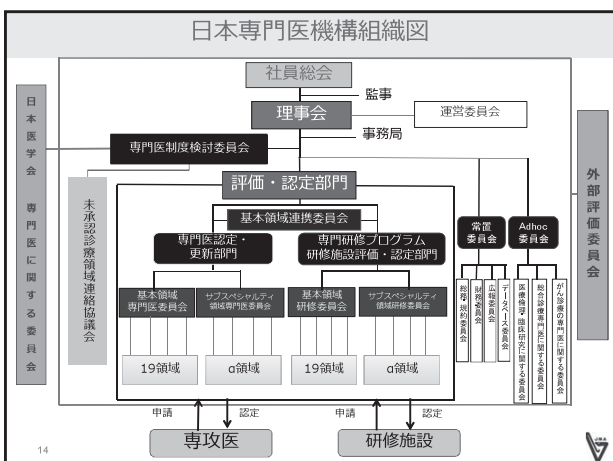 日本専門医機構組織図
社員総会
監事
理事会
運営委員会
事務局
専門医制度検討委員会
日本医学会 専門医に関する委員会
未承認診療領域連絡協議会
外部評価委員会
評価・認定部門
基本領域連携委員会
専門医認定・
更新部門
専門研修プログラム
研修施設評価・認定部門
常置
委員会
Adhoc
委員会
基本領域
専門医委員会
サブスペシャルティ
領域専門医委員会
基本領域
研修委員会
サブスペシャルティ
領域研修委員会
総務・規約委員会
財務委員会
広報委員会
データベース委員会
医療倫理・臨床研究に関する委員会
総合診療専門医に関する委員会
がん診療の専門医に関する委員会
19領域
α領域
19領域
α領域
申請
認定
申請
認定
専攻医
研修施設
14